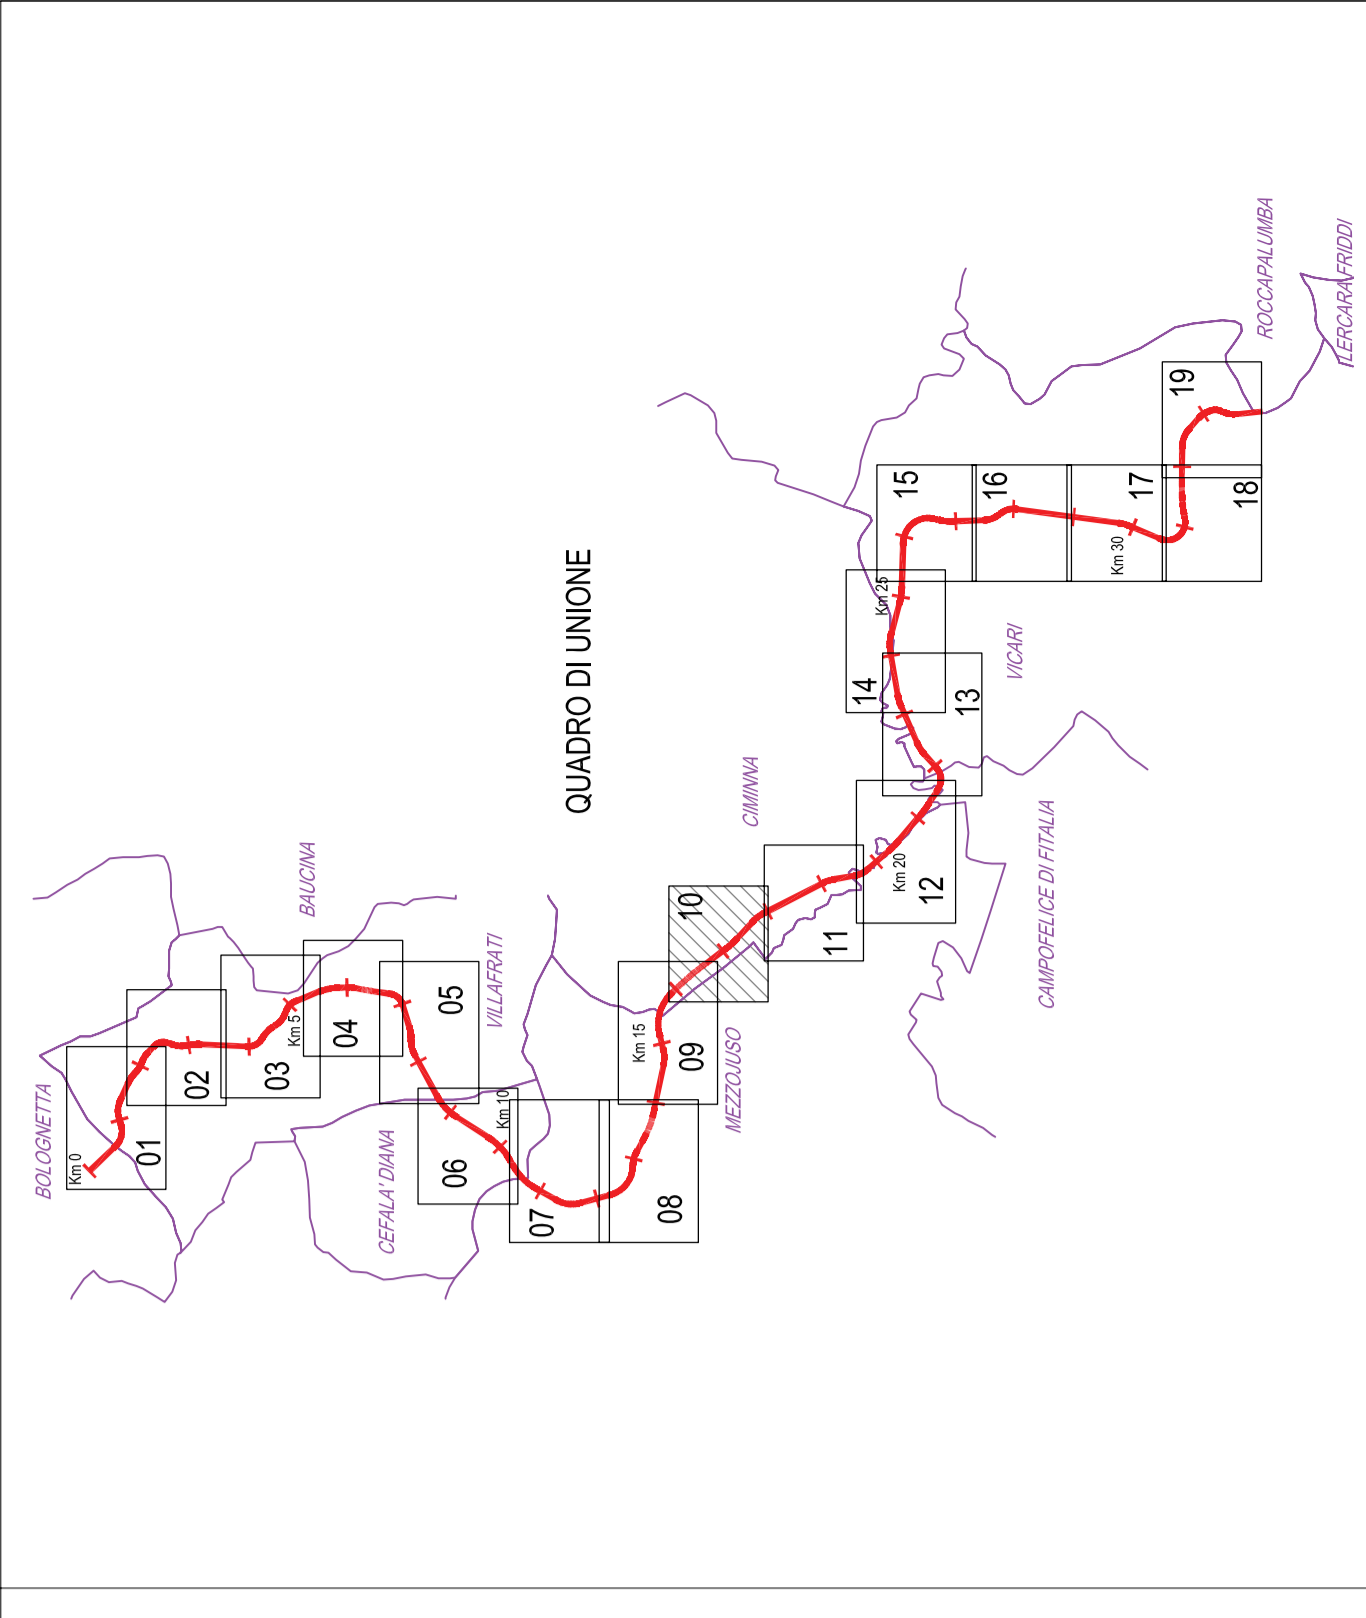 QUADRO DI UNIONE
BOLOGNETTA
Km 0
01
02
BAUCINA
03
Km 5
04
CEFALA' DIANA
05
VILLAFRATI
06
Km 10
07
08
MEZZOJUSO
Km 15
09
10
CIMINNA
11
12
Km 20
CAMPOFELICE DI FITALIA
13
14
VICARI
Km 25
15
16
17
Km 30
18
19
ROCCAPALUMBA
LERCARA FRIDDI